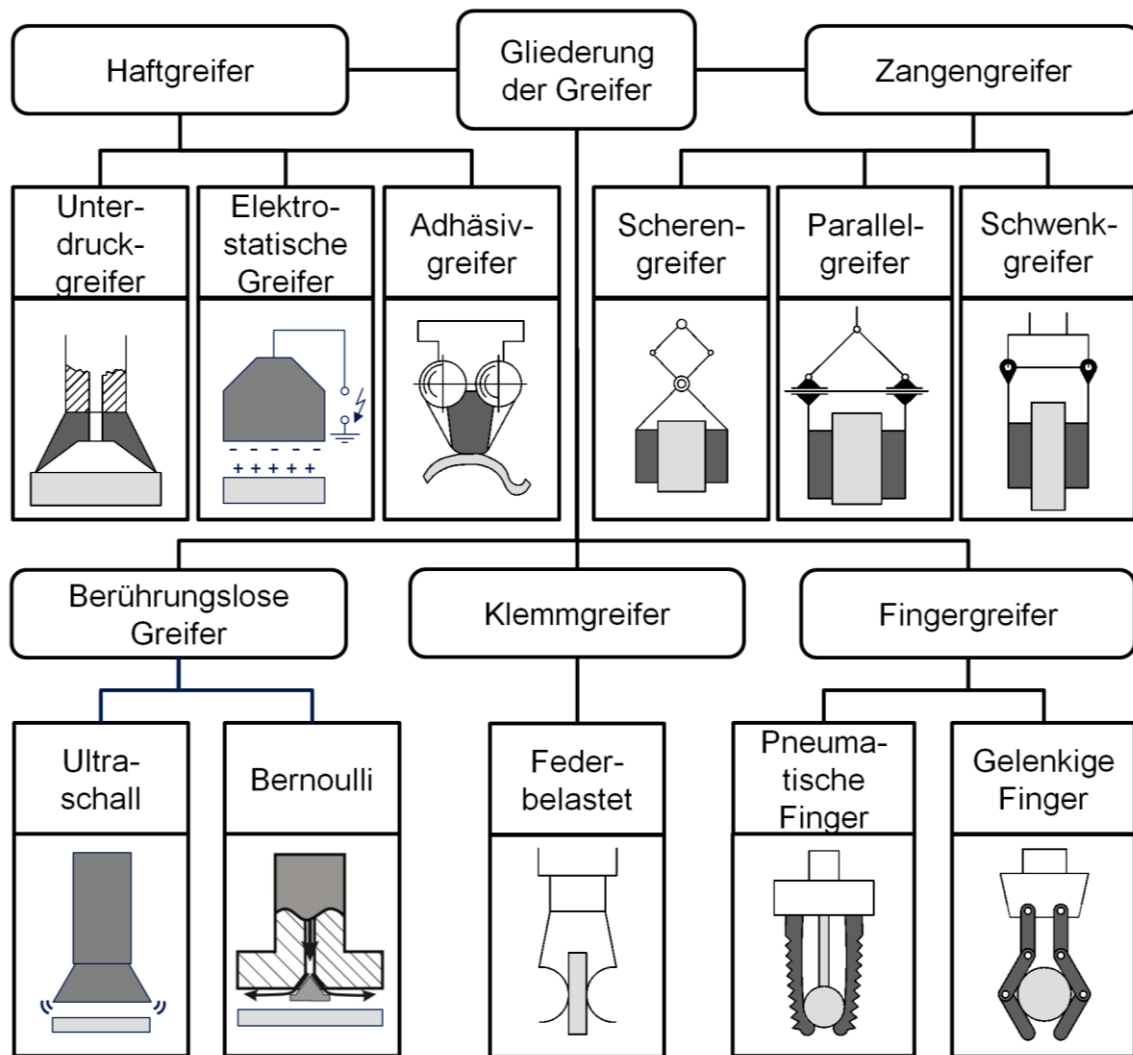 Gliederung
der Greifer
Haftgreifer
Zangengreifer
Unter-
druck-
greifer
Elektro-
statische
Greifer
Adhäsiv-
greifer
Scheren-
greifer
Parallel-
greifer
Schwenk-
greifer
- - - - -
+ + + + +
Berührungslose
Greifer
Klemmgreifer
Fingergreifer
Ultra-
schall
Bernoulli
Feder-
belastet
Pneuma-
tische
Finger
Gelenkige
Finger